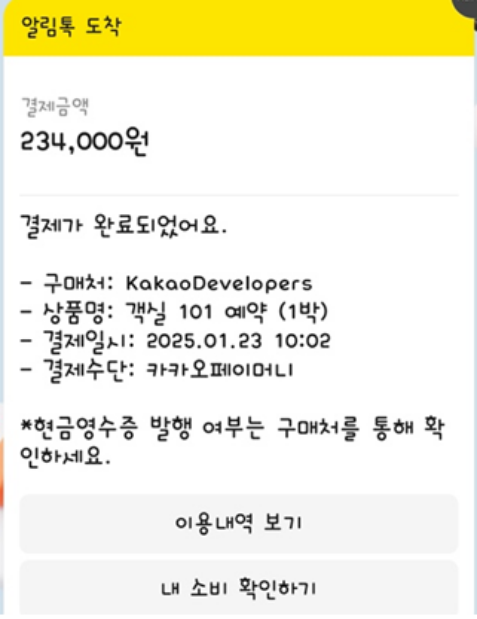 알림톡 도착
결제금액
234,000원
결제가 완료되었어요.
- 구매처: KakaoDevelopers
- 상품명: 객실 101 예약 (1박)
- 결제일시: 2025.01.23 10:02
- 결제수단: 카카오페이머니
*현금영수증 발행 여부는 구매처를 통해 확
인하세요.
이용내역 보기
내 소비 확인하기